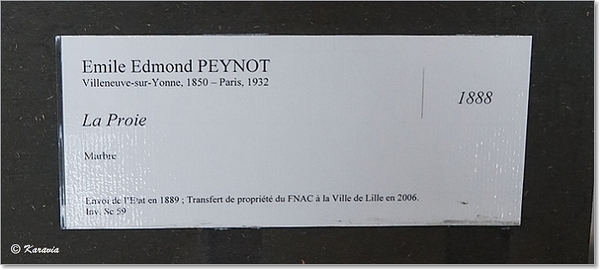 Emile Edmond PEYNOT
Villeneuve-sur-Yonne, 1850 – Paris, 1932
1888
La Proie
Marbre
Envoi de l'Etat en 1889 ; Transfert de propriété du FNAC à la Ville de Lille en 2006.
Inv. Sc 59
© Karavia